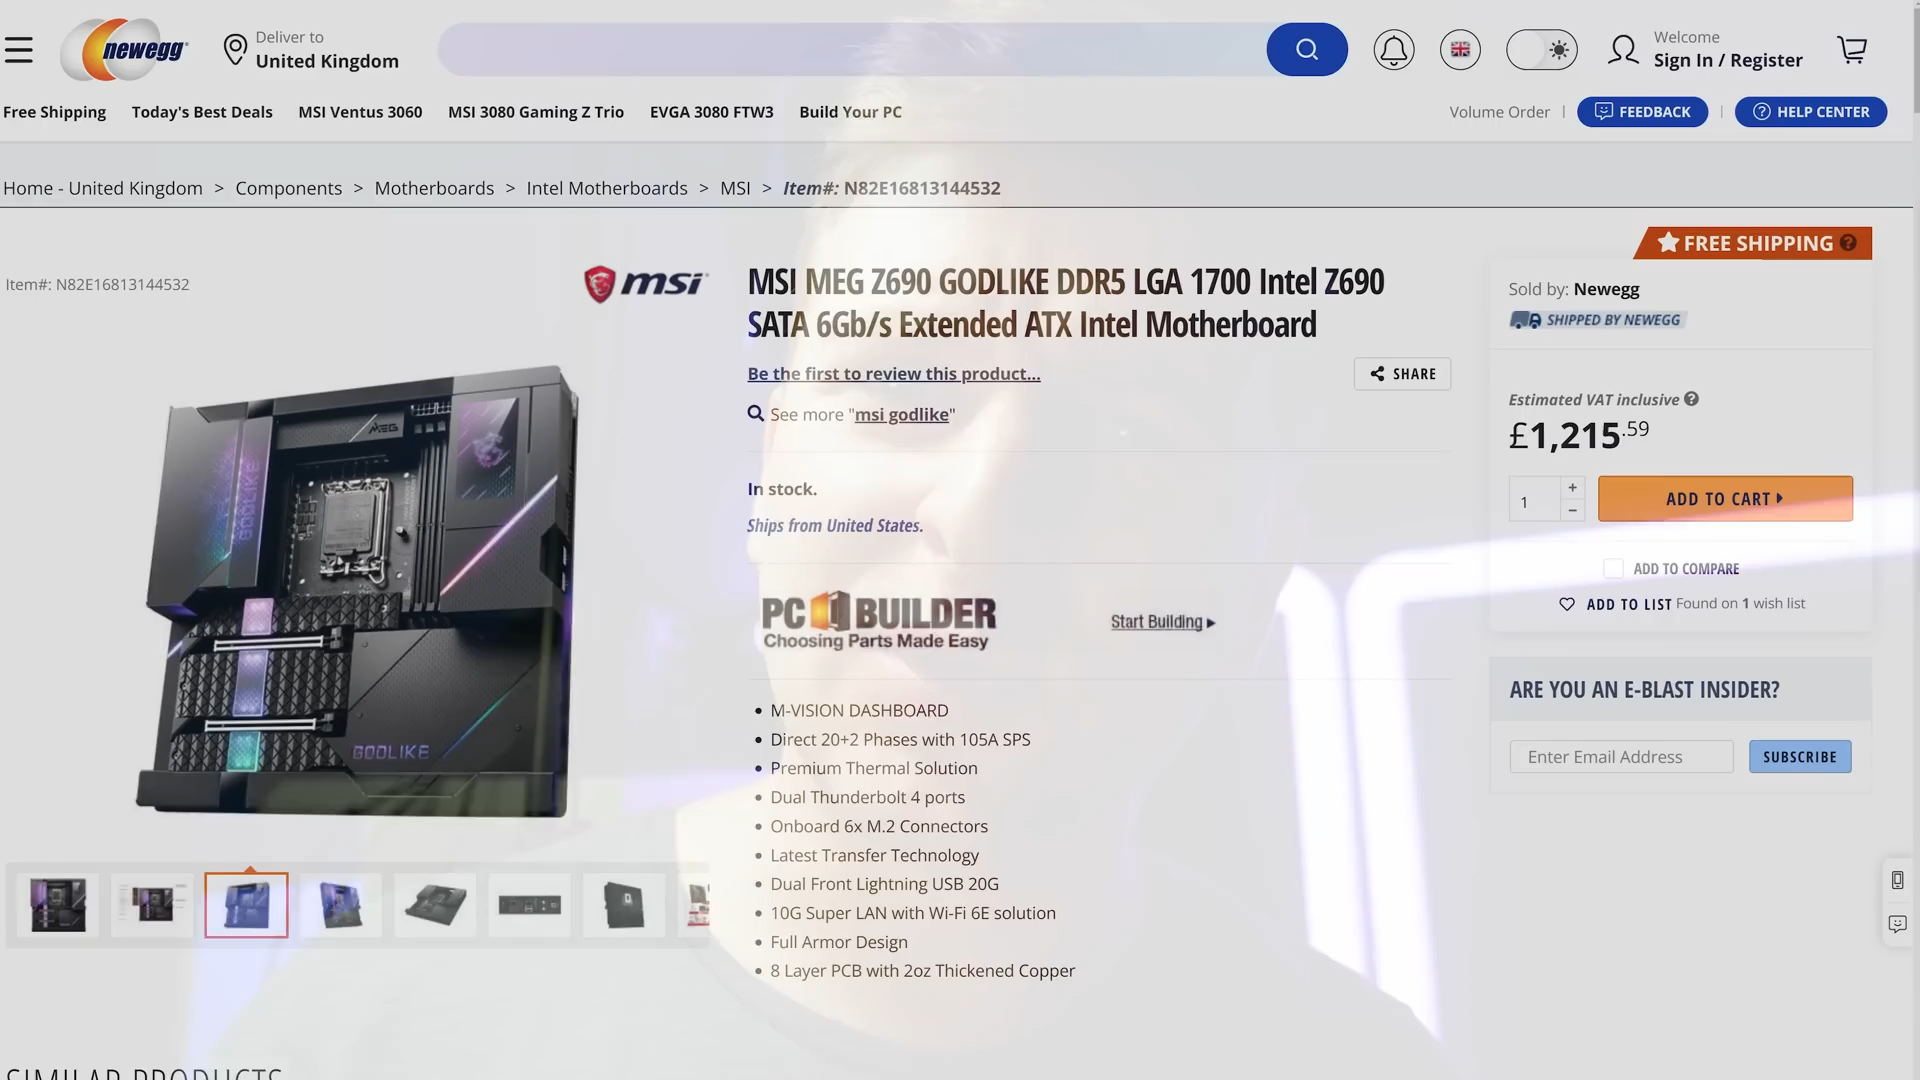 newegg
Deliver to
United Kingdom
Welcome
Sign In / Register
Free Shipping
Today's Best Deals
MSI Ventus 3060
MSI 3080 Gaming Z Trio
EVGA 3080 FTW3
Build Your PC
Volume Order
FEEDBACK
HELP CENTER
Home - United Kingdom > Components > Motherboards > Intel Motherboards > MSI > Item#: N82E16813144532
Item#: N82E16813144532
msi
MSI MEG Z690 GODLIKE DDR5 LGA 1700 Intel Z690
SATA 6Gb/s Extended ATX Intel Motherboard
Be the first to review this product...
SHARE
See more "msi godlike"
In stock.
Ships from United States.
PC BUILDER
Choosing Parts Made Easy
Start Building
M-VISION DASHBOARD
Direct 20+2 Phases with 105A SPS
Premium Thermal Solution
Dual Thunderbolt 4 ports
Onboard 6x M.2 Connectors
Latest Transfer Technology
Dual Front Lightning USB 20G
10G Super LAN with Wi-Fi 6E solution
Full Armor Design
8 Layer PCB with 2oz Thickened Copper
FREE SHIPPING
Sold by: Newegg
SHIPPED BY NEWEGG
Estimated VAT inclusive
£1,215.59
1
+
-
ADD TO CART
ADD TO COMPARE
ADD TO LIST Found on 1 wish list
ARE YOU AN E-BLAST INSIDER?
Enter Email Address
SUBSCRIBE
MEG
GODLIKE
GODLIKE
SIMILAR PRODUCTS